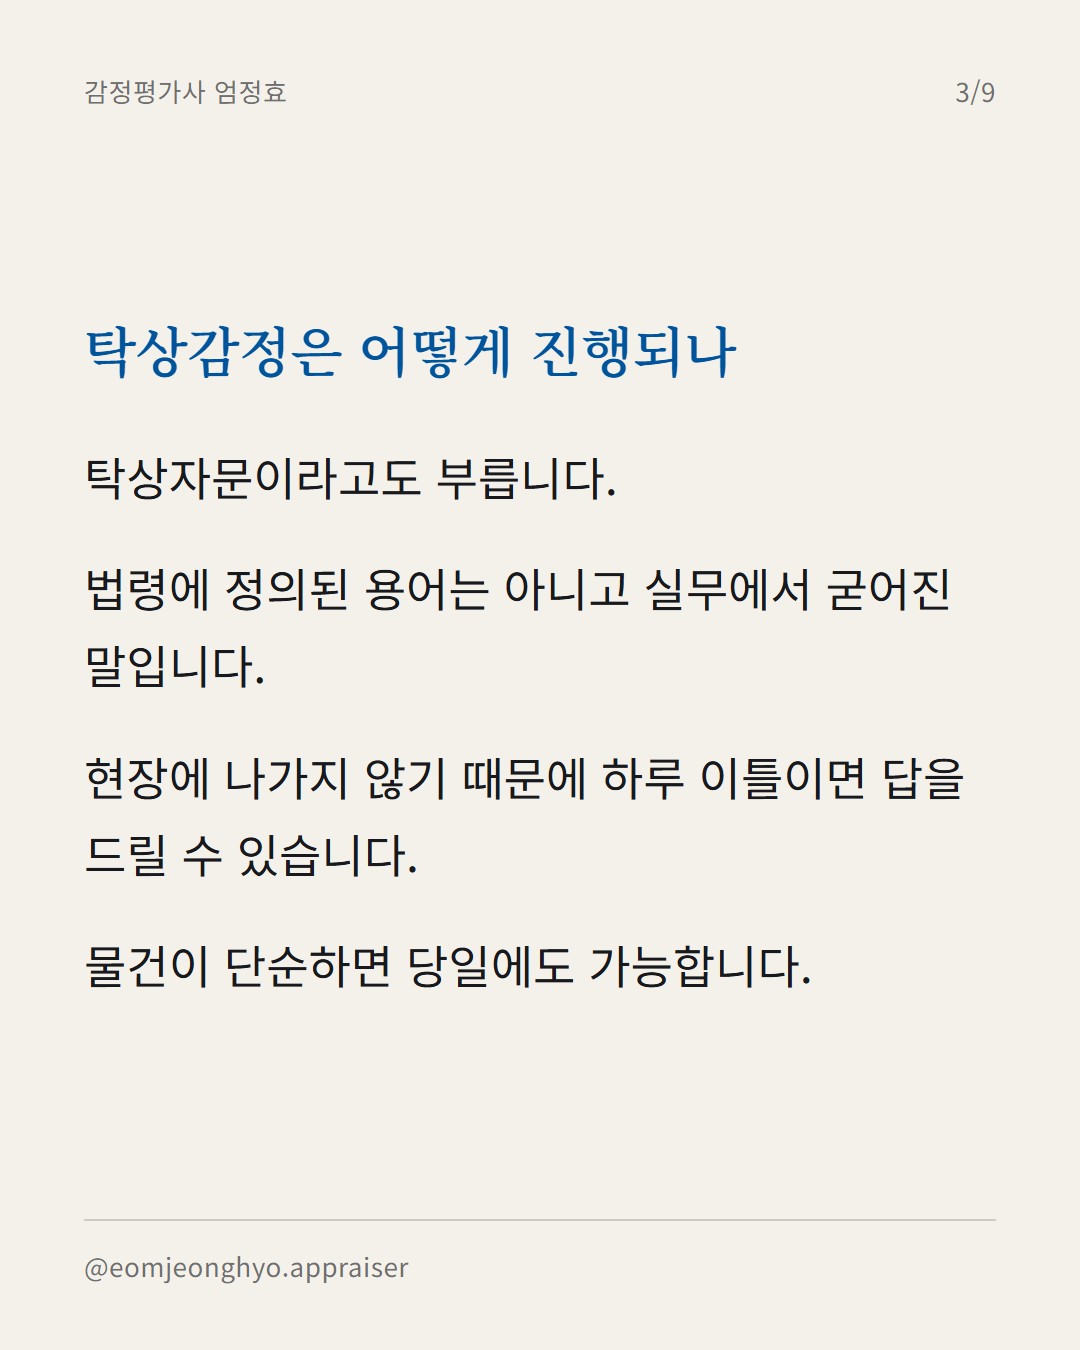 감정평가사 엄정효
3/9
탁상감정은 어떻게 진행되나
탁상자문이라고도 부릅니다.
법령에 정의된 용어는 아니고 실무에서 굳어진
말입니다.
현장에 나가지 않기 때문에 하루 이틀이면 답을
드릴 수 있습니다.
물건이 단순하면 당일에도 가능합니다.
@eomjeonghyo.appraiser